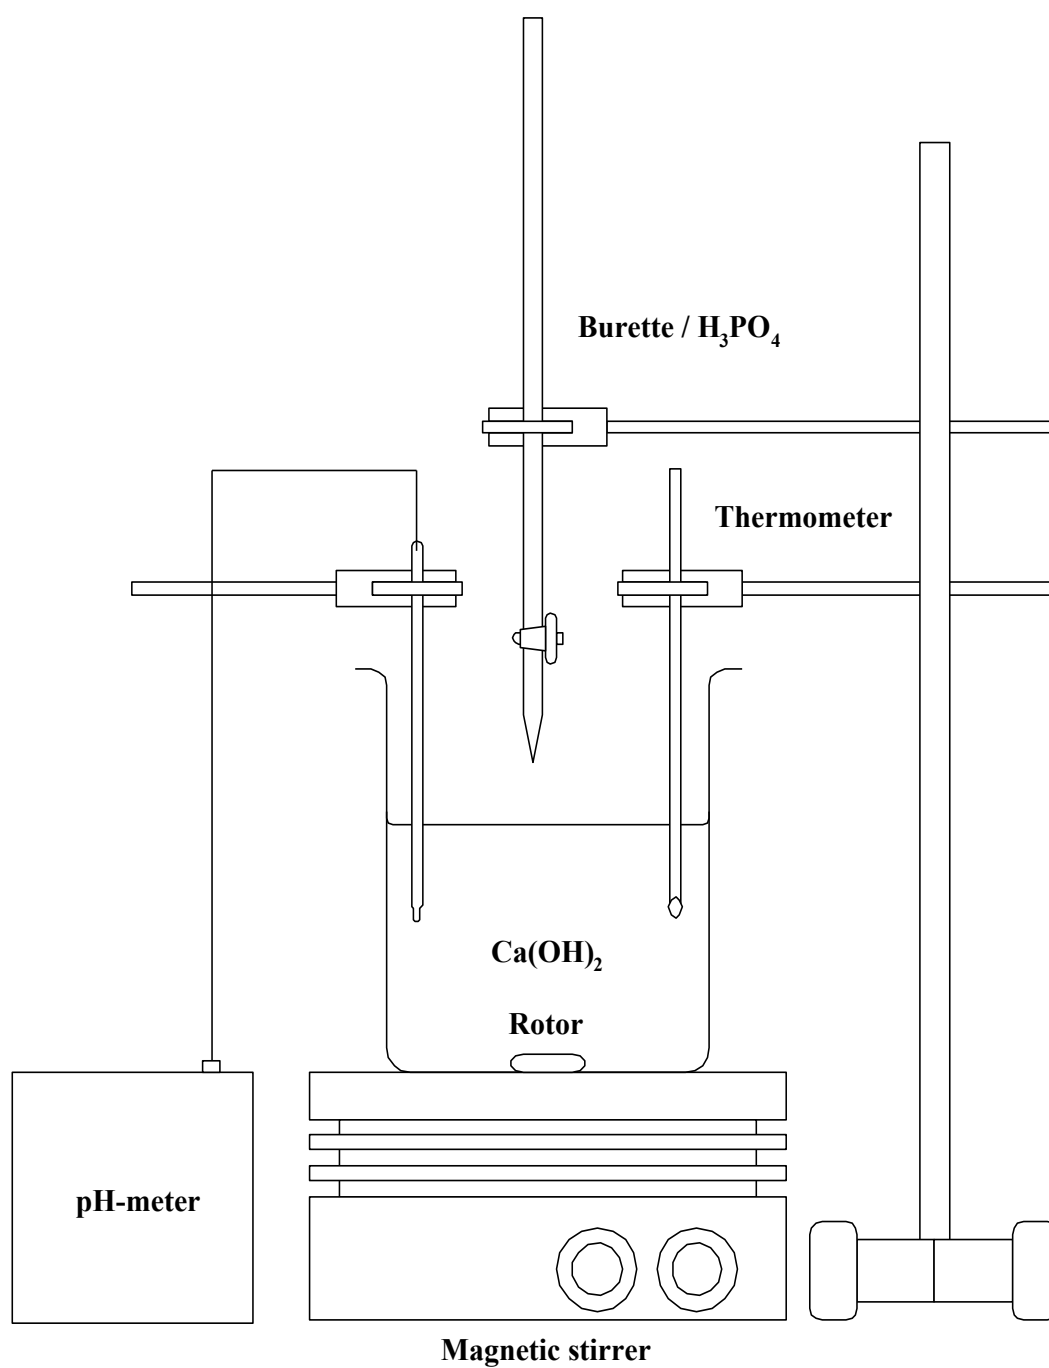 Burette / H₃PO₄
Thermometer
Ca(OH)₂
Rotor
pH-meter
Magnetic stirrer